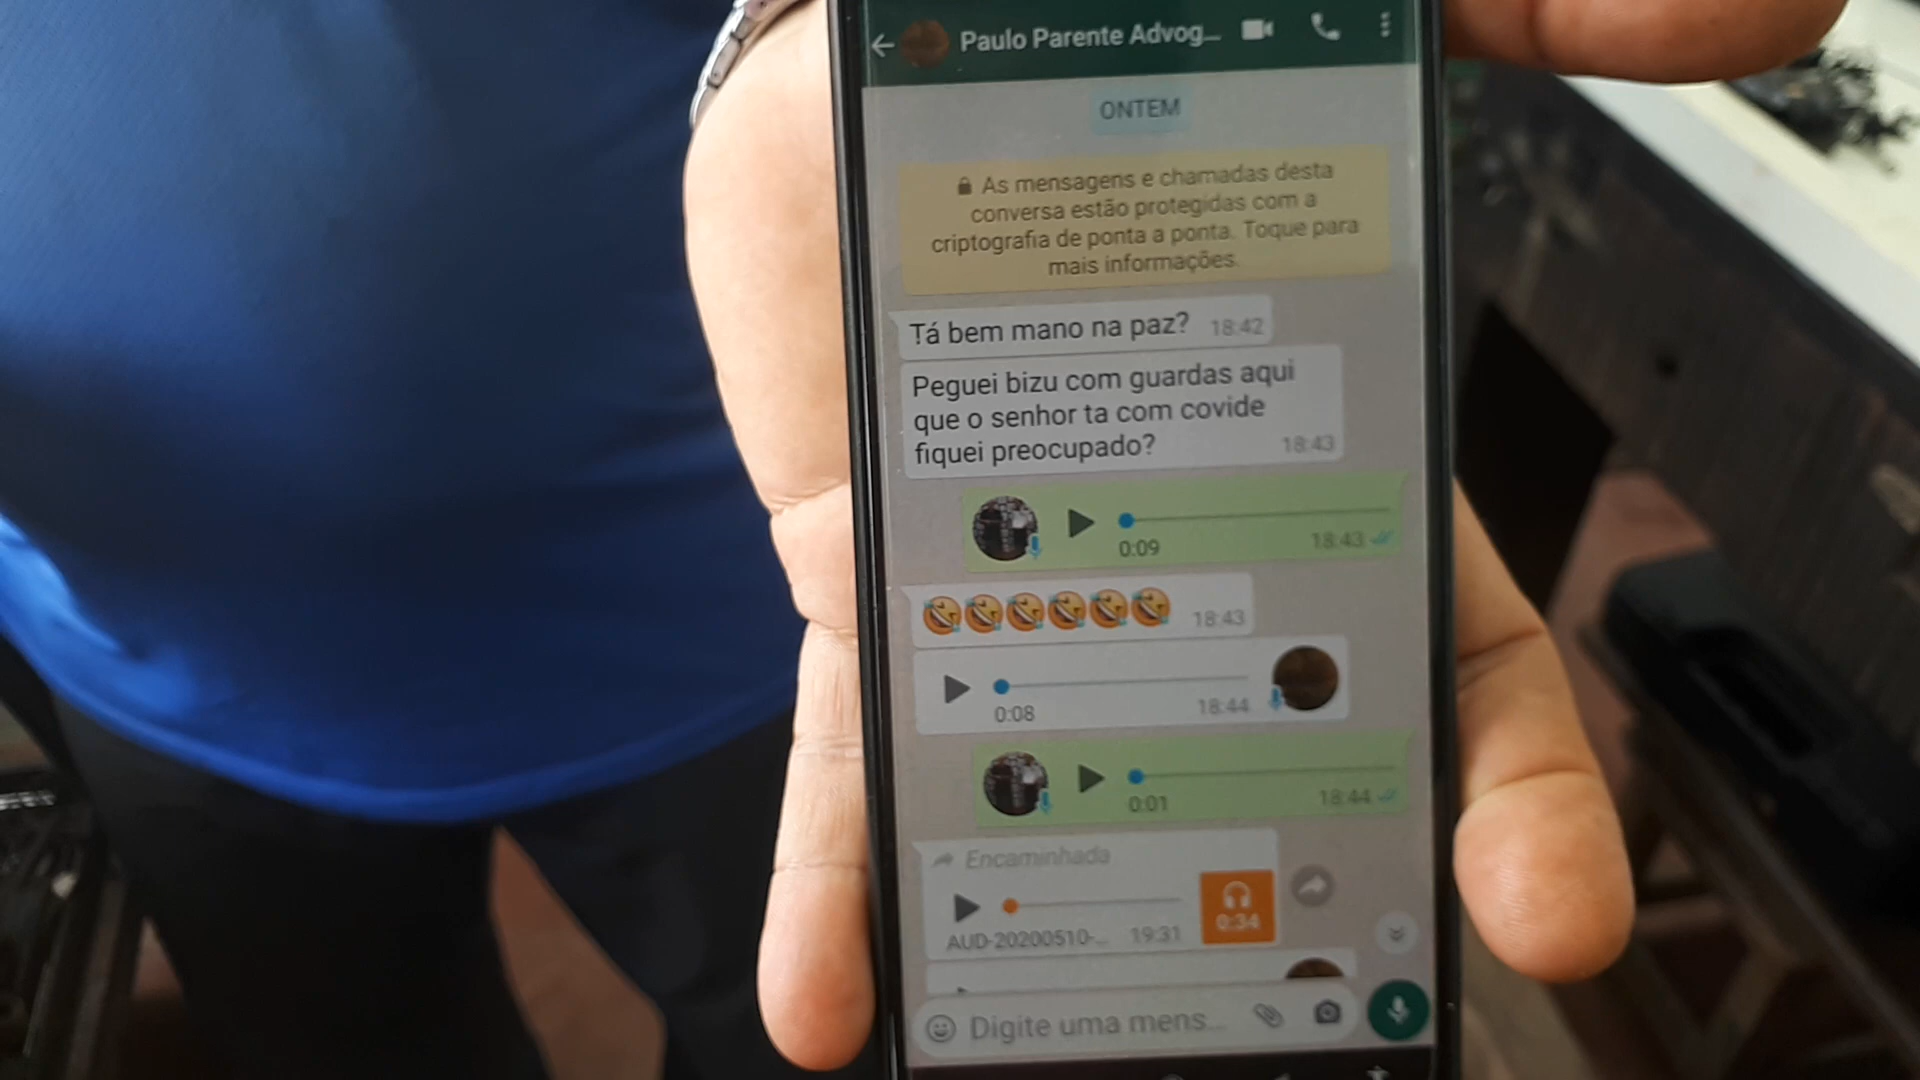 Paulo Parente Advog...
ONTEM
As mensagens e chamadas desta
conversa estão protegidas com a
criptografia de ponta a ponta. Toque para
mais informações.
Tá bem mano na paz? 18:42
Peguei bizu com guardas aqui
que o senhor ta com covide
fiquei preocupado? 18:43
0:09 18:43
18:43
0:08 18:44
0:01 18:44
Encaminhada
0:34
AUD-20200510-... 19:31
Digite uma mens...